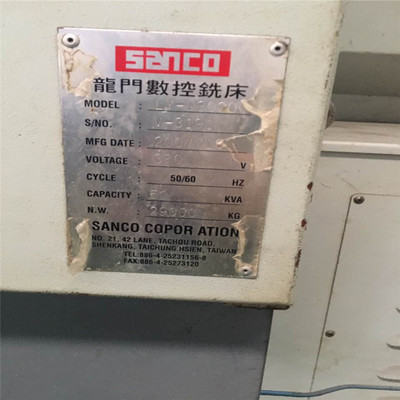 SANCO
龍門數控銑床
MODEL :
S/NO. :
MFG DATE :
VOLTAGE : V
CYCLE : 50/60 HZ
CAPACITY : KVA
N.W. : KG
SANCO COPOR ATION
NO. 21, 42 LANE, TACHOU ROAD,
SHENKANG, TAICHUNG HSIEN, TAIWAN
TEL:886-4-25231156-8
FAX:886-4-25273120